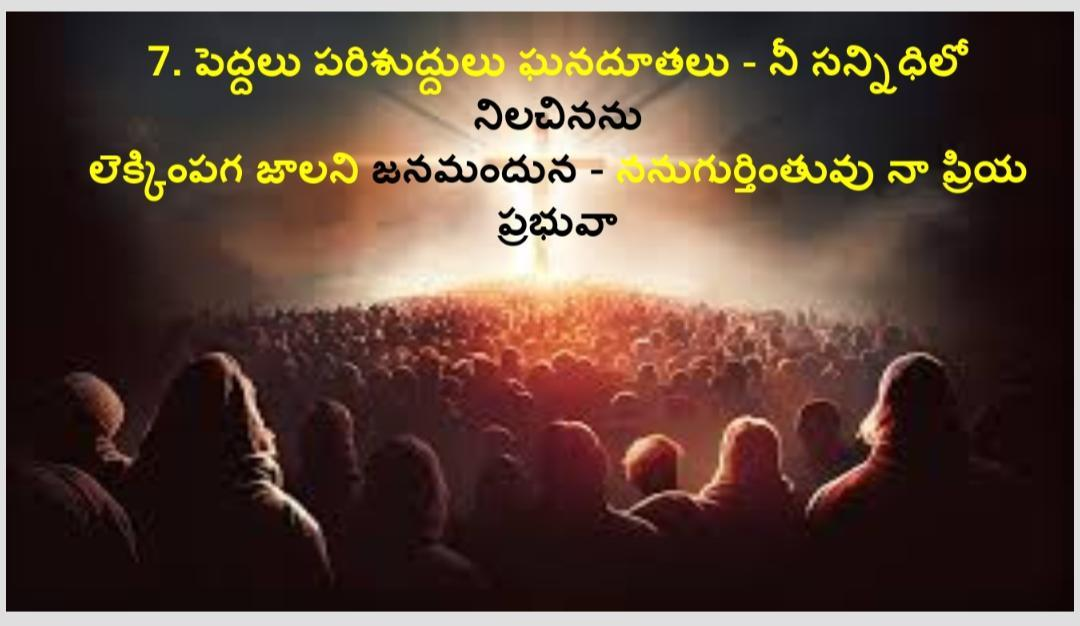 7. పెద్దలు పరిశుద్దులు ఘనదూతలు - నీ సన్నిధిలో
నిలచినను
లెక్కింపగ జాలని జనమందున - ననుగుర్తింతువు నా ప్రియ
ప్రభువా